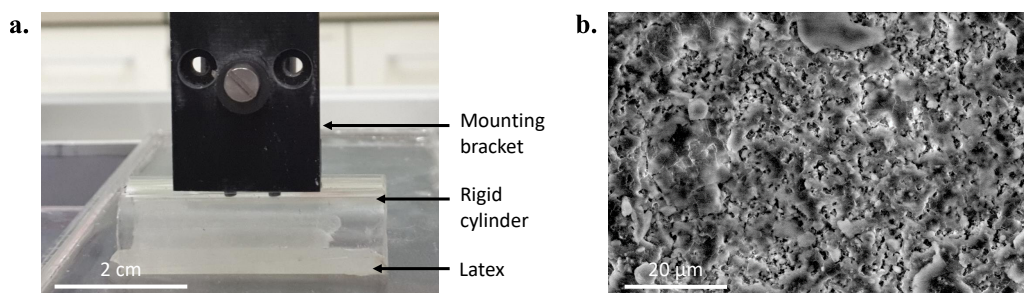 a.
Mounting
bracket
Rigid
cylinder
Latex
2 cm
b.
20 µm